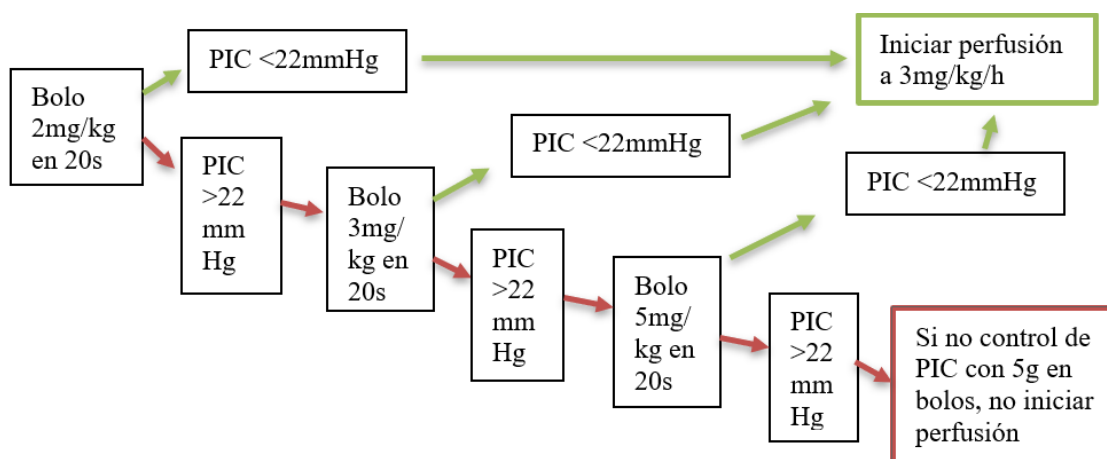 Bolo
2mg/kg
en 20s
PIC <22mmHg
PIC
>22
mm
Hg
Bolo
3mg/
kg en
20s
PIC <22mmHg
PIC
>22
mm
Hg
Bolo
5mg/
kg en
20s
PIC <22mmHg
Iniciar perfusión
a 3mg/kg/h
PIC
>22
mm
Hg
Si no control de
PIC con 5g en
bolos, no iniciar
perfusión